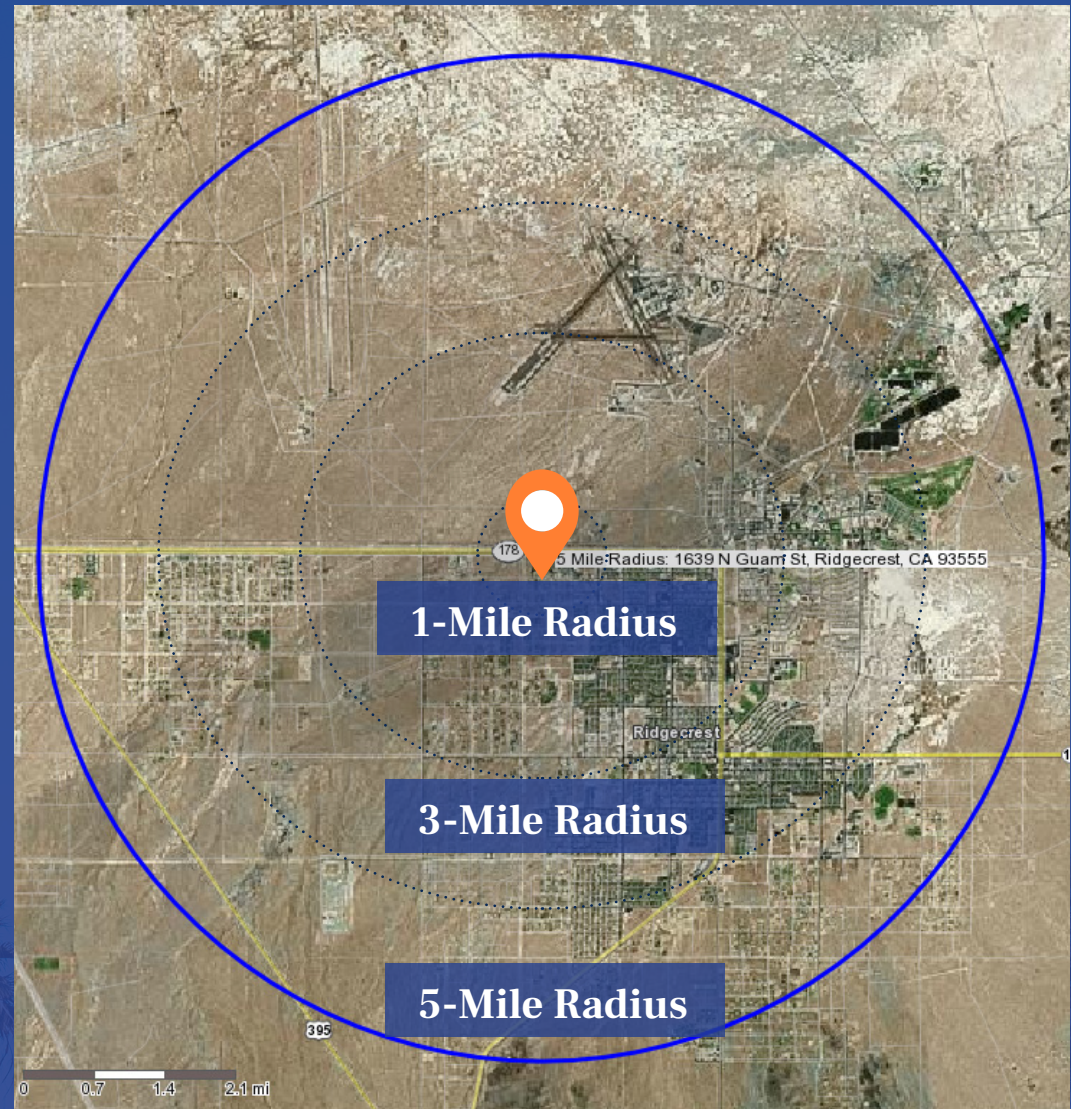 178
5 Mile Radius: 1639 N Guam St, Ridgecrest, CA 93555
1-Mile Radius
Ridgecrest
1
3-Mile Radius
5-Mile Radius
395
0 0.7 1.4 2.1 mi